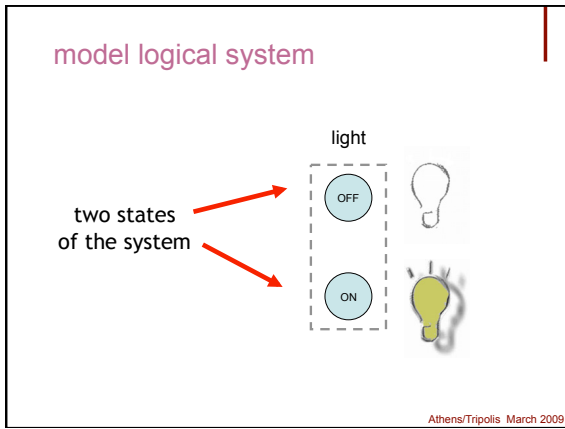 model logical system
light
OFF
two states
of the system
ON
Athens/Tripolis March 2009